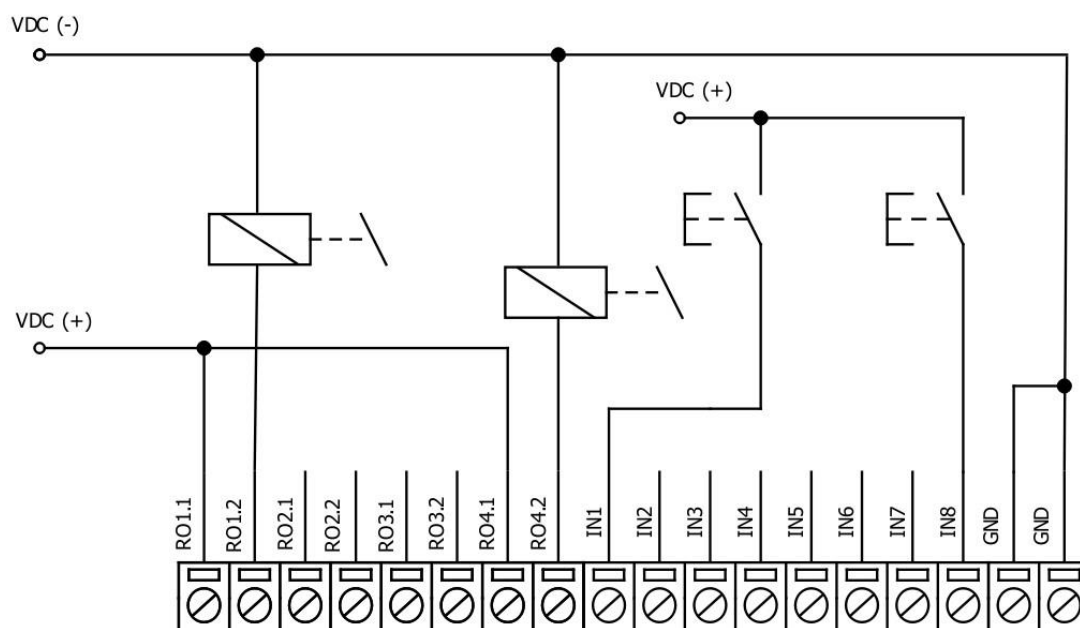 VDC (-)
VDC (+)
VDC (+)
RO1.1
RO1.2
RO2.1
RO2.2
RO3.1
RO3.2
RO4.1
RO4.2
IN1
IN2
IN3
IN4
IN5
IN6
IN7
IN8
GND
GND